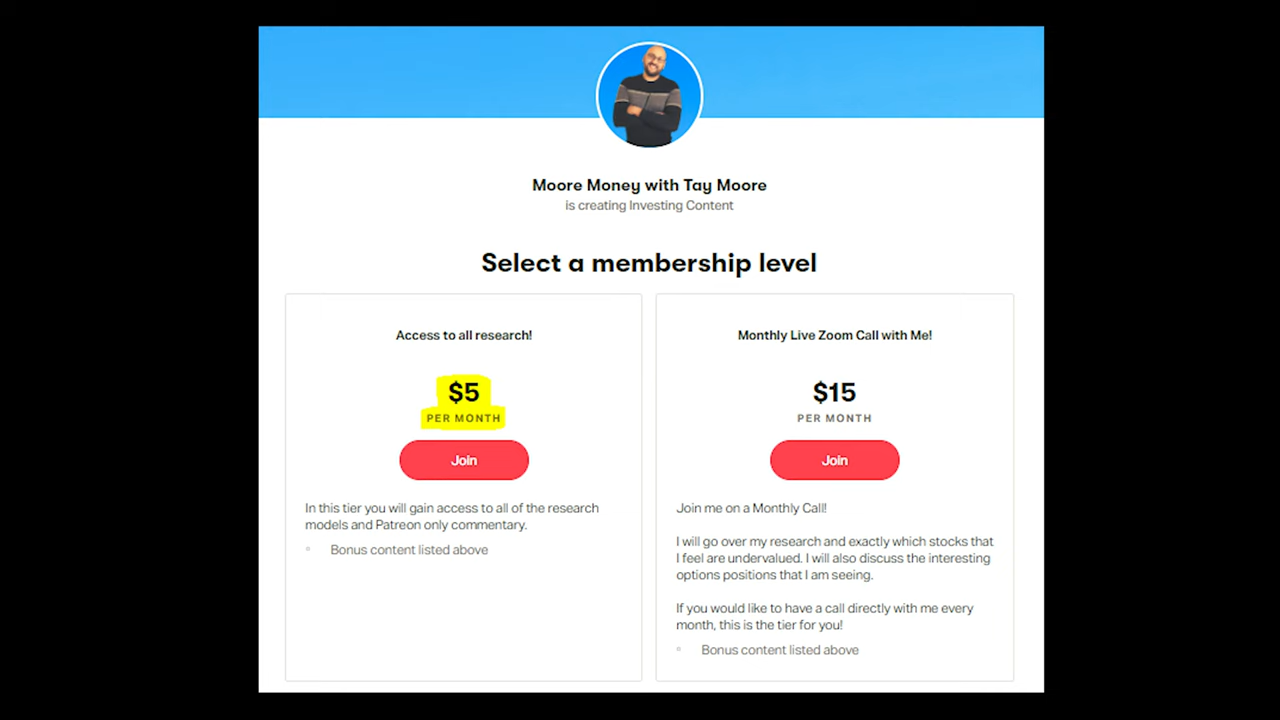 Moore Money with Tay Moore
is creating Investing Content
Select a membership level
Access to all research!
$5
PER MONTH
Join
In this tier you will gain access to all of the research
models and Patreon only commentary.
Bonus content listed above
Monthly Live Zoom Call with Me!
$15
PER MONTH
Join
Join me on a Monthly Call!
I will go over my research and exactly which stocks that
I feel are undervalued. I will also discuss the interesting
options positions that I am seeing.
If you would like to have a call directly with me every
month, this is the tier for you!
Bonus content listed above